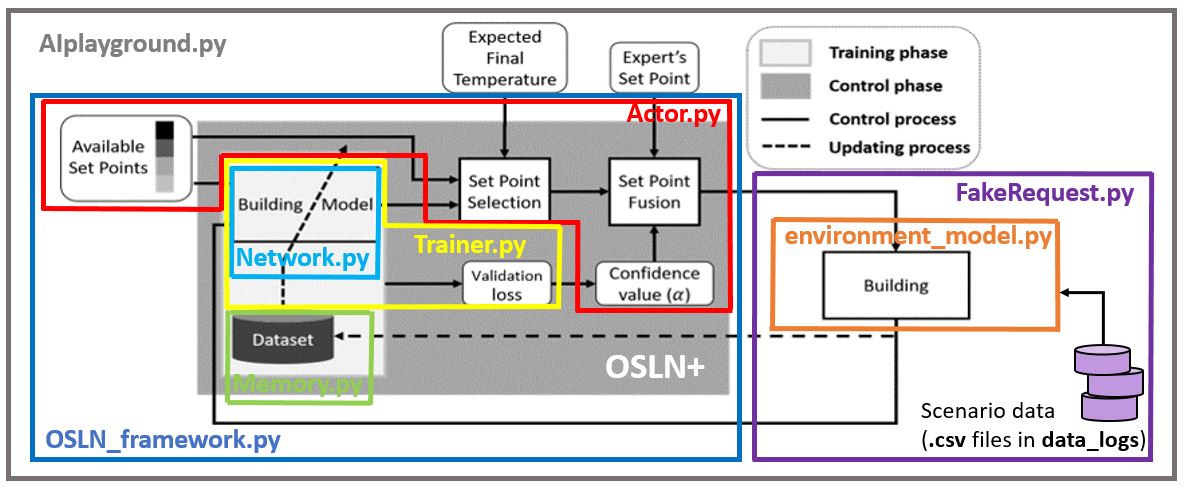 AIplayground.py
Expected
Final
Temperature
Expert's
Set Point
Training phase
Control phase
Control process
Updating process
Actor.py
Available
Set Points
Building Model
Network.py
Set Point
Selection
Set Point
Fusion
Trainer.py
Validation
loss
Confidence
value (α)
Dataset
Memory.py
OSLN+
OSLN_framework.py
FakeRequest.py
environment_model.py
Building
Scenario data
(.csv files in data_logs)